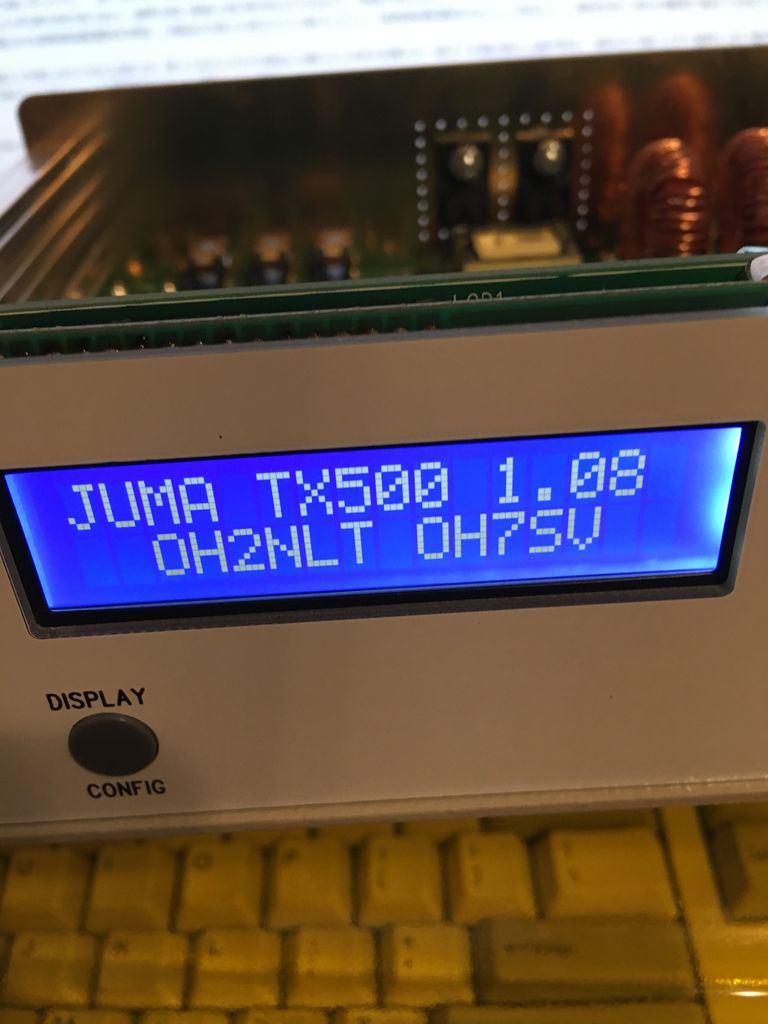 JUMA TX500 1.08
OH2NLT OH7SV
DISPLAY
CONFIG